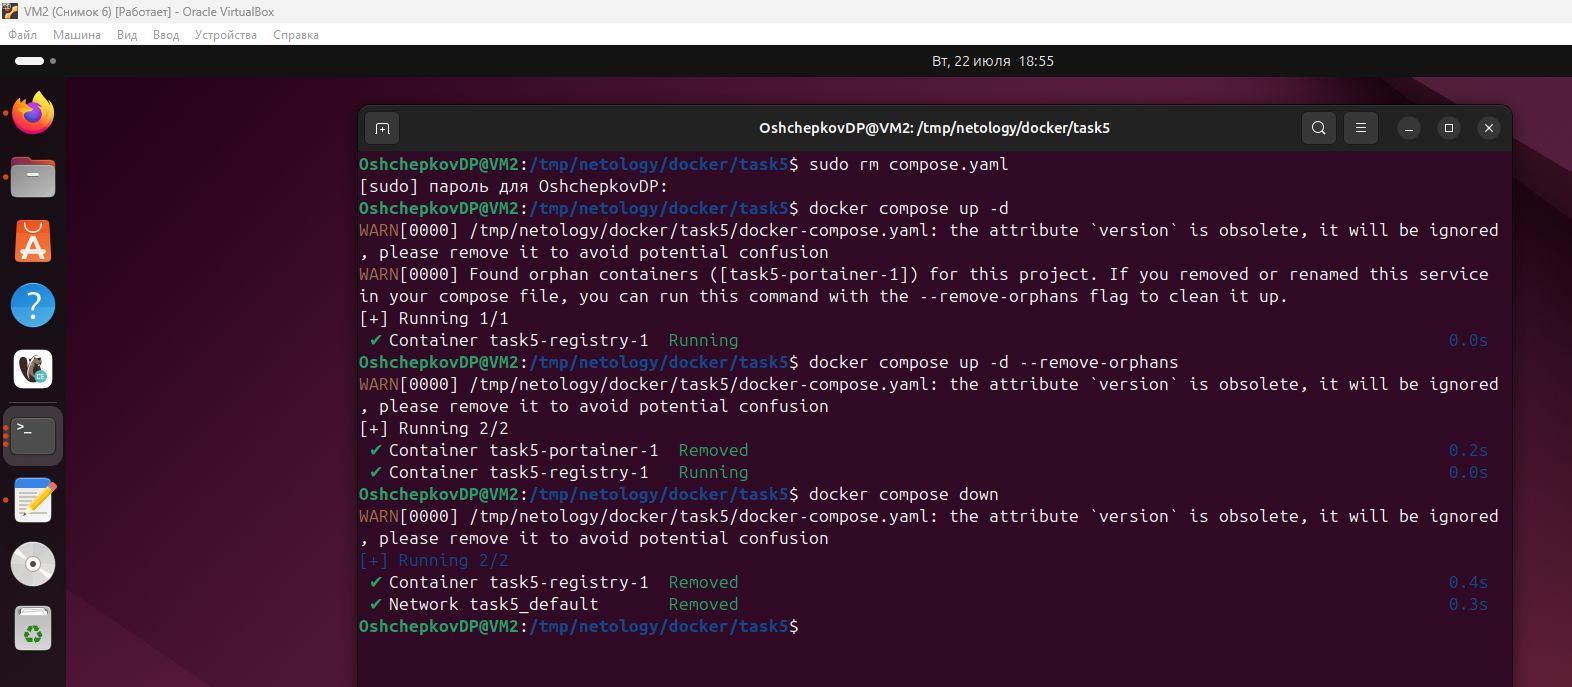 VM2 (Снимок 6) [Работает] - Oracle VirtualBox
Файл Машина Вид Ввод Устройства Справка
Вт, 22 июля 18:55
OshchepkovDP@VM2: /tmp/netology/docker/task5
OshchepkovDP@VM2:/tmp/netology/docker/task5$ sudo rm compose.yaml
[sudo] пароль для OshchepkovDP:
OshchepkovDP@VM2:/tmp/netology/docker/task5$ docker compose up -d
WARN[0000] /tmp/netology/docker/task5/docker-compose.yaml: the attribute `version` is obsolete, it will be ignored
, please remove it to avoid potential confusion
WARN[0000] Found orphan containers ([task5-portainer-1]) for this project. If you removed or renamed this service
in your compose file, you can run this command with the --remove-orphans flag to clean it up.
[+] Running 1/1
✔ Container task5-registry-1 Running 0.0s
OshchepkovDP@VM2:/tmp/netology/docker/task5$ docker compose up -d --remove-orphans
WARN[0000] /tmp/netology/docker/task5/docker-compose.yaml: the attribute `version` is obsolete, it will be ignored
, please remove it to avoid potential confusion
[+] Running 2/2
✔ Container task5-portainer-1 Removed 0.2s
✔ Container task5-registry-1 Running 0.0s
OshchepkovDP@VM2:/tmp/netology/docker/task5$ docker compose down
WARN[0000] /tmp/netology/docker/task5/docker-compose.yaml: the attribute `version` is obsolete, it will be ignored
, please remove it to avoid potential confusion
[+] Running 2/2
✔ Container task5-registry-1 Removed 0.4s
✔ Network task5_default Removed 0.3s
OshchepkovDP@VM2:/tmp/netology/docker/task5$